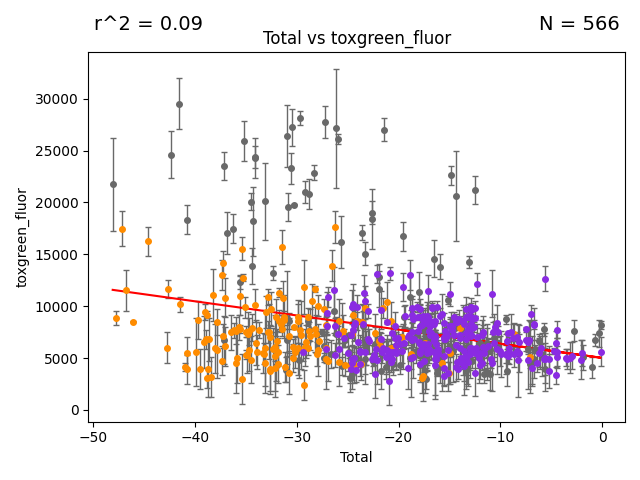 r^2 = 0.09
N = 566
Total vs toxgreen_fluor
30000
25000
20000
15000
10000
5000
0
toxgreen_fluor
−50 −40 −30 −20 −10 0
Total